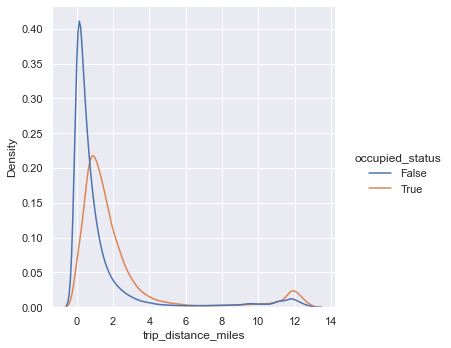 0.40
0.35
0.30
0.25
0.20
0.15
0.10
0.05
0.00
Density
0 2 4 6 8 10 12 14
trip_distance_miles
occupied_status
False
True